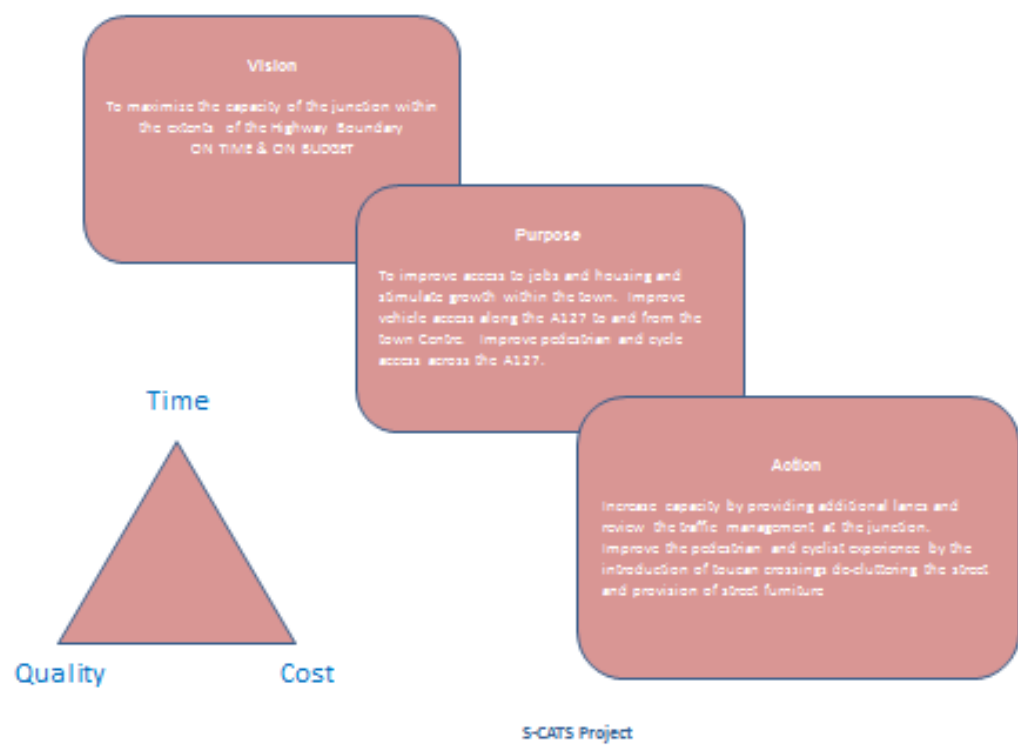 Vision
To maximize the capacity of the junction within
the extents of the Highway Boundary
ON TIME & ON BUDGET
Purpose
To improve access to jobs and housing and
stimulate growth within the town. Improve
vehicle access along the A127 to and from the
town Centre. Improve pedestrian and cycle
access across the A127.
Time
Action
Increase capacity by providing additional lanes and
review the traffic management at the junction.
Improve the pedestrian and cyclist experience by the
introduction of toucan crossings de-cluttering the street
and provision of street furniture
Quality
Cost
S-CATS Project